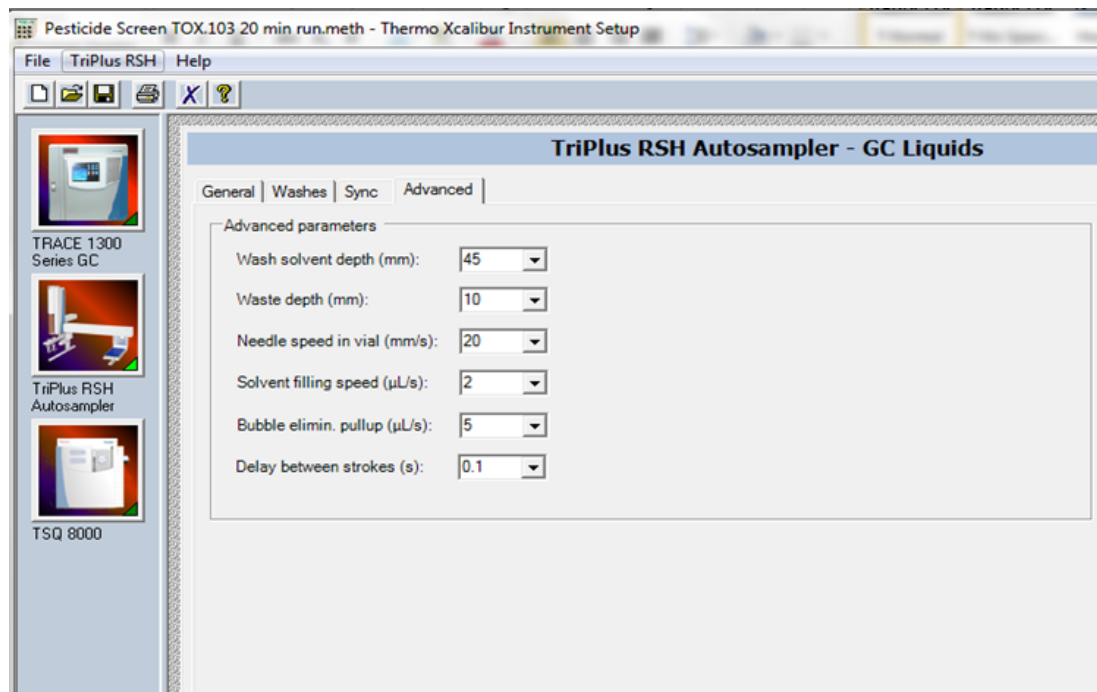 Pesticide Screen TOX.103 20 min run.meth - Thermo Xcalibur Instrument Setup
File TriPlus RSH Help
TriPlus RSH Autosampler - GC Liquids
General Washes Sync Advanced
Advanced parameters
Wash solvent depth (mm): 45
Waste depth (mm): 10
Needle speed in vial (mm/s): 20
Solvent filling speed (µL/s): 2
Bubble elimin. pullup (µL/s): 5
Delay between strokes (s): 0.1
TRACE 1300
Series GC
TriPlus RSH
Autosampler
TSQ 8000